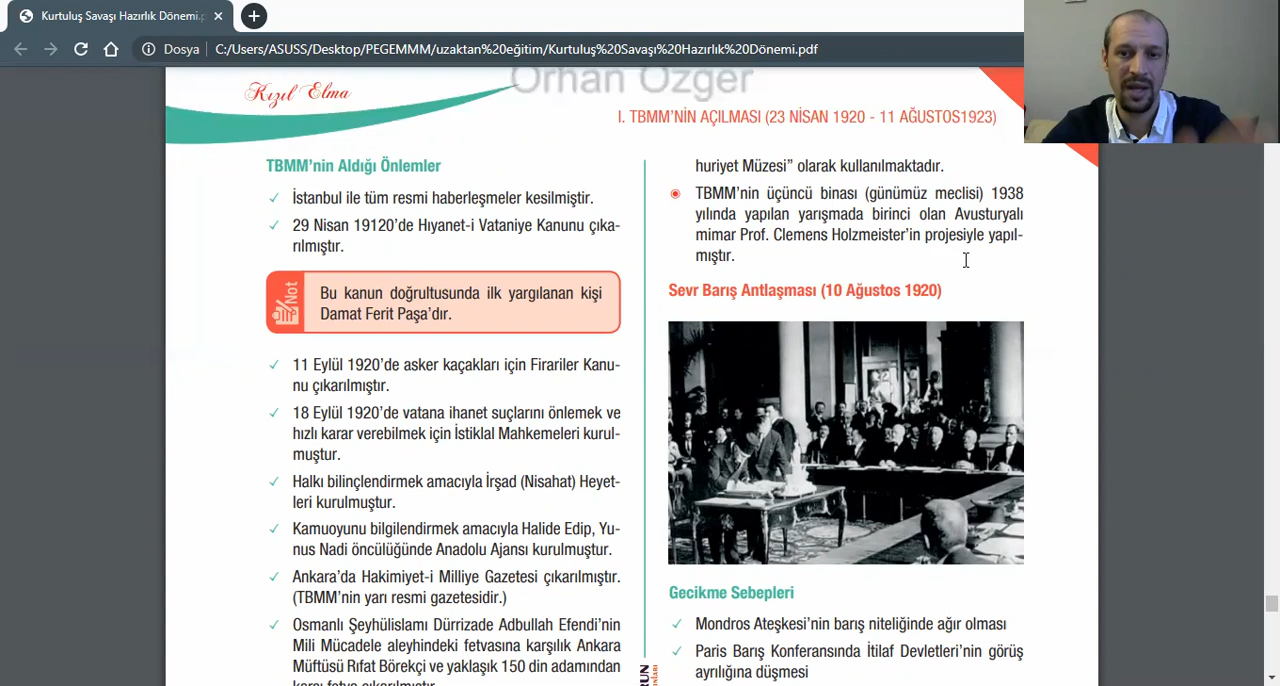 Kurtuluş Savaşı Hazırlık Dönemi.p
Dosya
C:/Users/ASUSS/Desktop/PEGEMMM/uzaktan%20eğitim/Kurtuluş%20Savaşı%20Hazırlık%20Dönemi.pdf
Orhan Özger
Kızıl Elma
I. TBMM’NİN AÇILMASI (23 NİSAN 1920 - 11 AĞUSTOS1923)
TBMM’nin Aldığı Önlemler
✓ İstanbul ile tüm resmi haberleşmeler kesilmiştir.
✓ 29 Nisan 19120’de Hıyanet-i Vataniye Kanunu çıka-
rılmıştır.
Not
Bu kanun doğrultusunda ilk yargılanan kişi
Damat Ferit Paşa’dır.
✓ 11 Eylül 1920’de asker kaçakları için Firariler Kanu-
nu çıkarılmıştır.
✓ 18 Eylül 1920’de vatana ihanet suçlarını önlemek ve
hızlı karar verebilmek için İstiklal Mahkemeleri kurul-
muştur.
✓ Halkı bilinçlendirmek amacıyla İrşad (Nisahat) Heyet-
leri kurulmuştur.
✓ Kamuoyunu bilgilendirmek amacıyla Halide Edip, Yu-
nus Nadi öncülüğünde Anadolu Ajansı kurulmuştur.
✓ Ankara’da Hakimiyet-i Milliye Gazetesi çıkarılmıştır.
(TBMM’nin yarı resmi gazetesidir.)
✓ Osmanlı Şeyhülislamı Dürrizade Adbullah Efendi’nin
Mili Mücadele aleyhindeki fetvasına karşılık Ankara
Müftüsü Rıfat Börekçi ve yaklaşık 150 din adamından
karşı fetva çıkarılmıştır.
huriyet Müzesi” olarak kullanılmaktadır.
TBMM’nin üçüncü binası (günümüz meclisi) 1938
yılında yapılan yarışmada birinci olan Avusturyalı
mimar Prof. Clemens Holzmeister’in projesiyle yapıl-
mıştır.
Sevr Barış Antlaşması (10 Ağustos 1920)
Gecikme Sebepleri
✓ Mondros Ateşkesi’nin barış niteliğinde ağır olması
✓ Paris Barış Konferansında İtilaf Devletleri’nin görüş
ayrılığına düşmesi